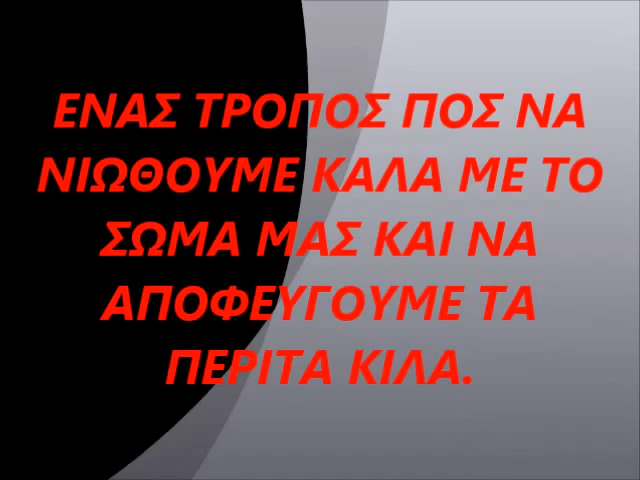 ΕΝΑΣ ΤΡΟΠΟΣ ΠΟΣ ΝΑ
ΝΙΩΘΟΥΜΕ ΚΑΛΑ ΜΕ ΤΟ
ΣΩΜΑ ΜΑΣ ΚΑΙ ΝΑ
ΑΠΟΦΕΥΓΟΥΜΕ ΤΑ
ΠΕΡΙΤΑ ΚΙΛΑ.